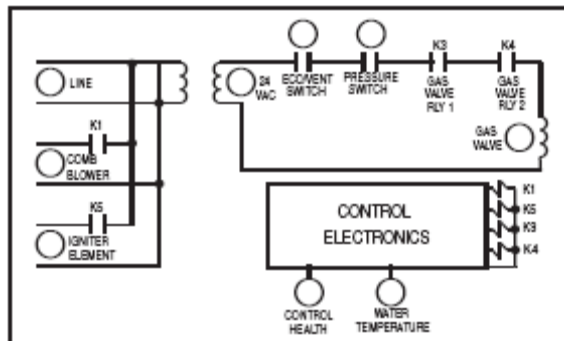 LINE
K1
COMB
BLOWER
K5
IGNITER
ELEMENT
24
VAC
ECO/VENT
SWITCH
PRESSURE
SWITCH
K3
GAS
VALVE
RLY 1
K4
GAS
VALVE
RLY 2
GAS
VALVE
CONTROL
ELECTRONICS
K1
K5
K3
K4
CONTROL
HEALTH
WATER
TEMPERATURE